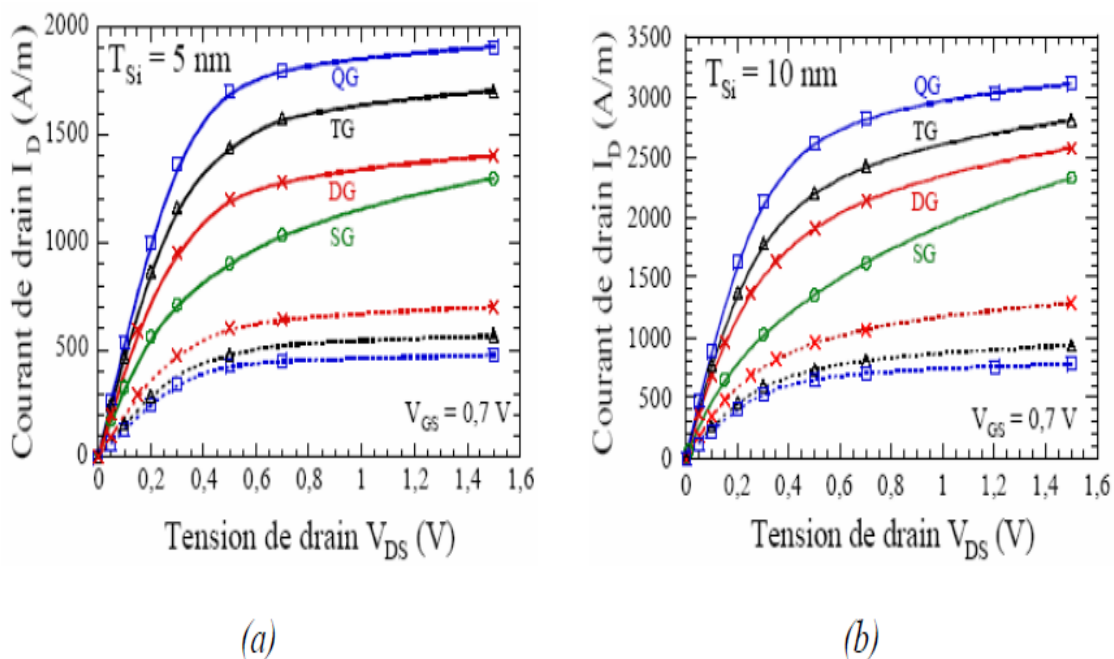 T_Si = 5 nm
QG
TG
DG
SG
V_GS = 0,7 V
Courant de drain I_D (A/m)
2000
1500
1000
500
0
0 0,2 0,4 0,6 0,8 1 1,2 1,4 1,6
Tension de drain V_DS (V)
(a)
T_Si = 10 nm
QG
TG
DG
SG
V_GS = 0,7 V
Courant de drain I_D (A/m)
3500
3000
2500
2000
1500
1000
500
0
0 0,2 0,4 0,6 0,8 1 1,2 1,4 1,6
Tension de drain V_DS (V)
(b)